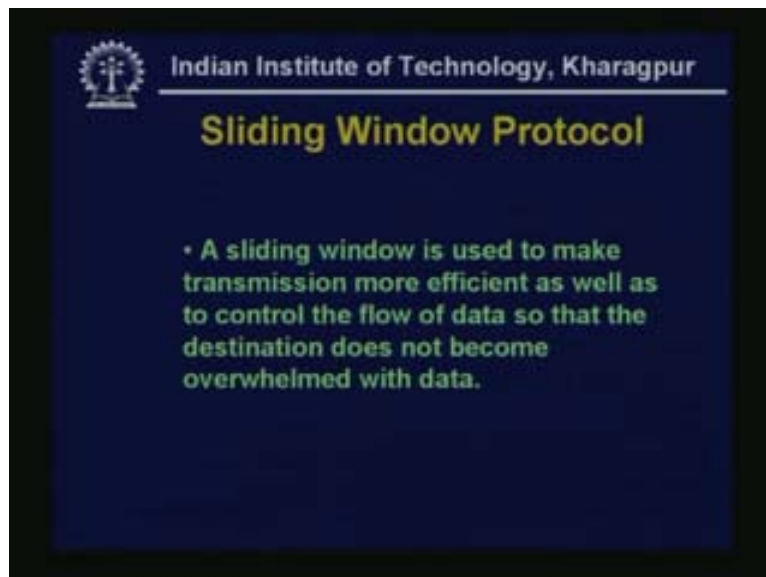 Indian Institute of Technology, Kharagpur
Sliding Window Protocol
• A sliding window is used to make
transmission more efficient as well as
to control the flow of data so that the
destination does not become
overwhelmed with data.